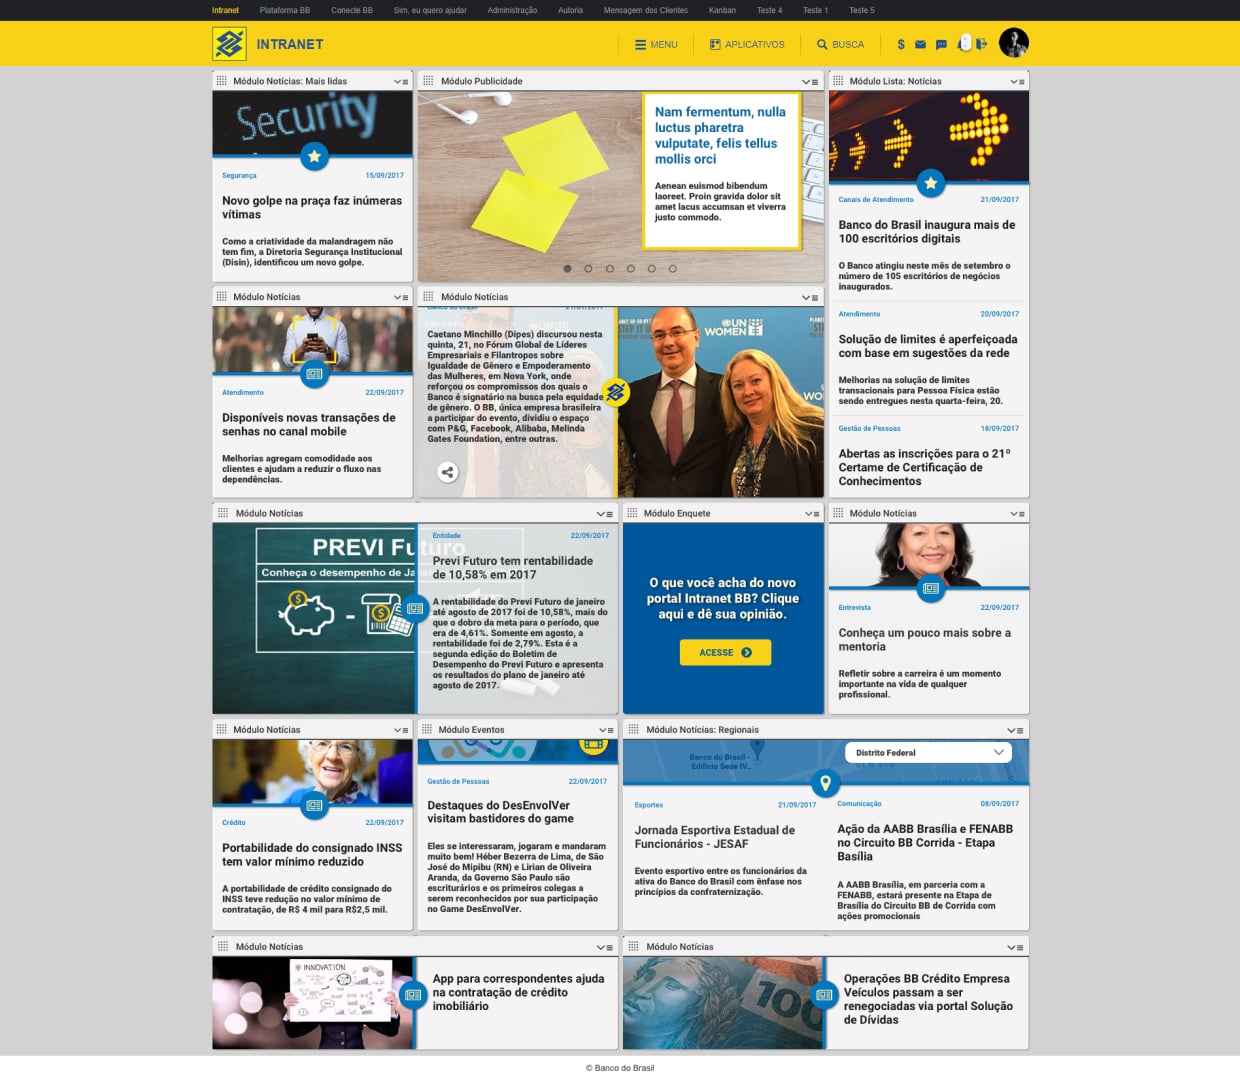 Intranet Plataforma BB Conecte BB Sim, eu quero ajudar Administração Autoria Mensagem dos Clientes Kanban Teste 4 Teste 1 Teste 5
INTRANET
MENU APLICATIVOS BUSCA
Módulo Notícias: Mais lidas
Security
Segurança 15/09/2017
Novo golpe na praça faz inúmeras
vítimas
Como a criatividade da malandragem não
tem fim, a Diretoria Segurança Institucional
(Disin), identificou um novo golpe.
Módulo Publicidade
Nam fermentum, nulla
luctus pharetra
vulputate, felis tellus
mollis orci
Aenean euismod bibendum
laoreet. Proin gravida dolor sit
amet lacus accumsan et viverra
justo commodo.
Módulo Lista: Notícias
Canais de Atendimento 21/09/2017
Banco do Brasil inaugura mais de
100 escritórios digitais
O Banco atingiu neste mês de setembro o
número de 105 escritórios de negócios
inaugurados.
Atendimento 20/09/2017
Solução de limites é aperfeiçoada
com base em sugestões da rede
Melhorias na solução de limites
transacionais para Pessoa Física estão
sendo entregues nesta quarta-feira, 20.
Gestão de Pessoas 18/09/2017
Abertas as inscrições para o 21º
Certame de Certificação de
Conhecimentos
Módulo Notícias
Atendimento 22/09/2017
Disponíveis novas transações de
senhas no canal mobile
Melhorias agregam comodidade aos
clientes e ajudam a reduzir o fluxo nas
dependências.
Módulo Notícias
Caetano Minchillo (Dipes) discursou nesta
quinta, 21, no Fórum Global de Líderes
Empresariais e Filantropos sobre
Igualdade de Gênero e Empoderamento
das Mulheres, em Nova York, onde
reforçou os compromissos dos quais o
Banco é signatário na busca pela equidade
de gênero. O BB, única empresa brasileira
a participar do evento, dividiu o espaço
com P&G, Facebook, Alibaba, Melinda
Gates Foundation, entre outras.
UN
WOMEN
Módulo Notícias
PREVI Futuro
Conheça o desempenho de
Entidade 22/09/2017
Previ Futuro tem rentabilidade
de 10,58% em 2017
A rentabilidade do Previ Futuro de janeiro
até agosto de 2017 foi de 10,58%, mais do
que o dobro da meta para o período, que
era de 4,61%. Somente em agosto, a
rentabilidade foi de 2,79%. Esta é a
segunda edição do Boletim de
Desempenho do Previ Futuro e apresenta
os resultados do plano de janeiro até
agosto de 2017.
Módulo Enquete
O que você acha do novo
portal Intranet BB? Clique
aqui e dê sua opinião.
ACESSE
Módulo Notícias
Entrevista 22/09/2017
Conheça um pouco mais sobre a
mentoria
Refletir sobre a carreira é um momento
importante na vida de qualquer
profissional.
Módulo Notícias
Crédito 22/09/2017
Portabilidade do consignado INSS
tem valor mínimo reduzido
A portabilidade de crédito consignado do
INSS teve redução no valor mínimo de
contratação, de R$ 4 mil para R$2,5 mil.
Módulo Eventos
Gestão de Pessoas 22/09/2017
Destaques do DesEnvolVer
visitam bastidores do game
Eles se interessaram, jogaram e mandaram
muito bem! Héber Bezerra de Lima, de São
José do Mipibu (RN) e Lirian de Oliveira
Aranda, da Governo São Paulo são
escriturários e os primeiros colegas a
serem reconhecidos por sua participação
no Game DesEnvolVer.
Módulo Notícias: Regionais
Banco do Brasil -
Edifício Sede IV...
Distrito Federal
Esportes 21/09/2017
Jornada Esportiva Estadual de
Funcionários - JESAF
Evento esportivo entre os funcionários da
ativa do Banco do Brasil com ênfase nos
princípios da confraternização.
Comunicação 08/09/2017
Ação da AABB Brasília e FENABB
no Circuito BB Corrida - Etapa
Basília
A AABB Brasília, em parceria com a
FENABB, estará presente na Etapa de
Brasília do Circuito BB de Corrida com
ações promocionais
Módulo Notícias
INNOVATION
App para correspondentes ajuda
na contratação de crédito
imobiliário
Módulo Notícias
100
Operações BB Crédito Empresa
Veículos passam a ser
renegociadas via portal Solução
de Dívidas
© Banco do Brasil